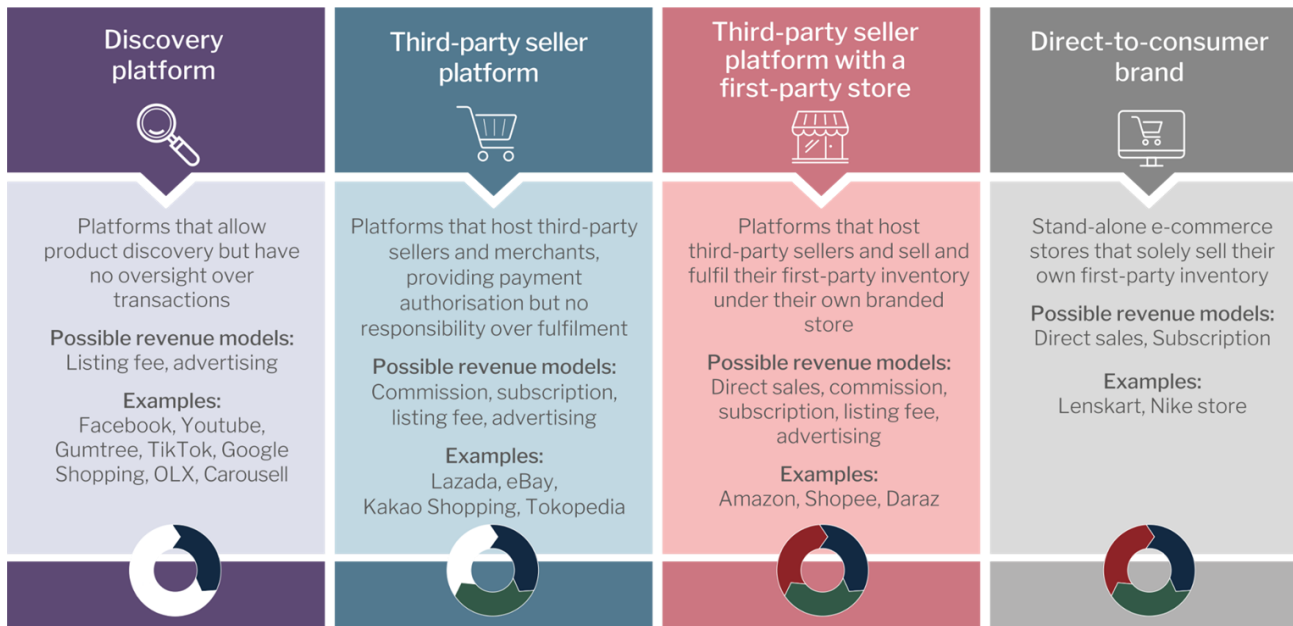 Discovery
platform
Platforms that allow
product discovery but have
no oversight over
transactions
Possible revenue models:
Listing fee, advertising
Examples:
Facebook, Youtube,
Gumtree, TikTok, Google
Shopping, OLX, Carousell
Third-party seller
platform
Platforms that host third-party
sellers and merchants,
providing payment
authorisation but no
responsibility over fulfilment
Possible revenue models:
Commission, subscription,
listing fee, advertising
Examples:
Lazada, eBay,
Kakao Shopping, Tokopedia
Third-party seller
platform with a
first-party store
Platforms that host
third-party sellers and sell and
fulfil their first-party inventory
under their own branded
store
Possible revenue models:
Direct sales, commission,
subscription, listing fee,
advertising
Examples:
Amazon, Shopee, Daraz
Direct-to-consumer
brand
Stand-alone e-commerce
stores that solely sell their
own first-party inventory
Possible revenue models:
Direct sales, Subscription
Examples:
Lenskart, Nike store